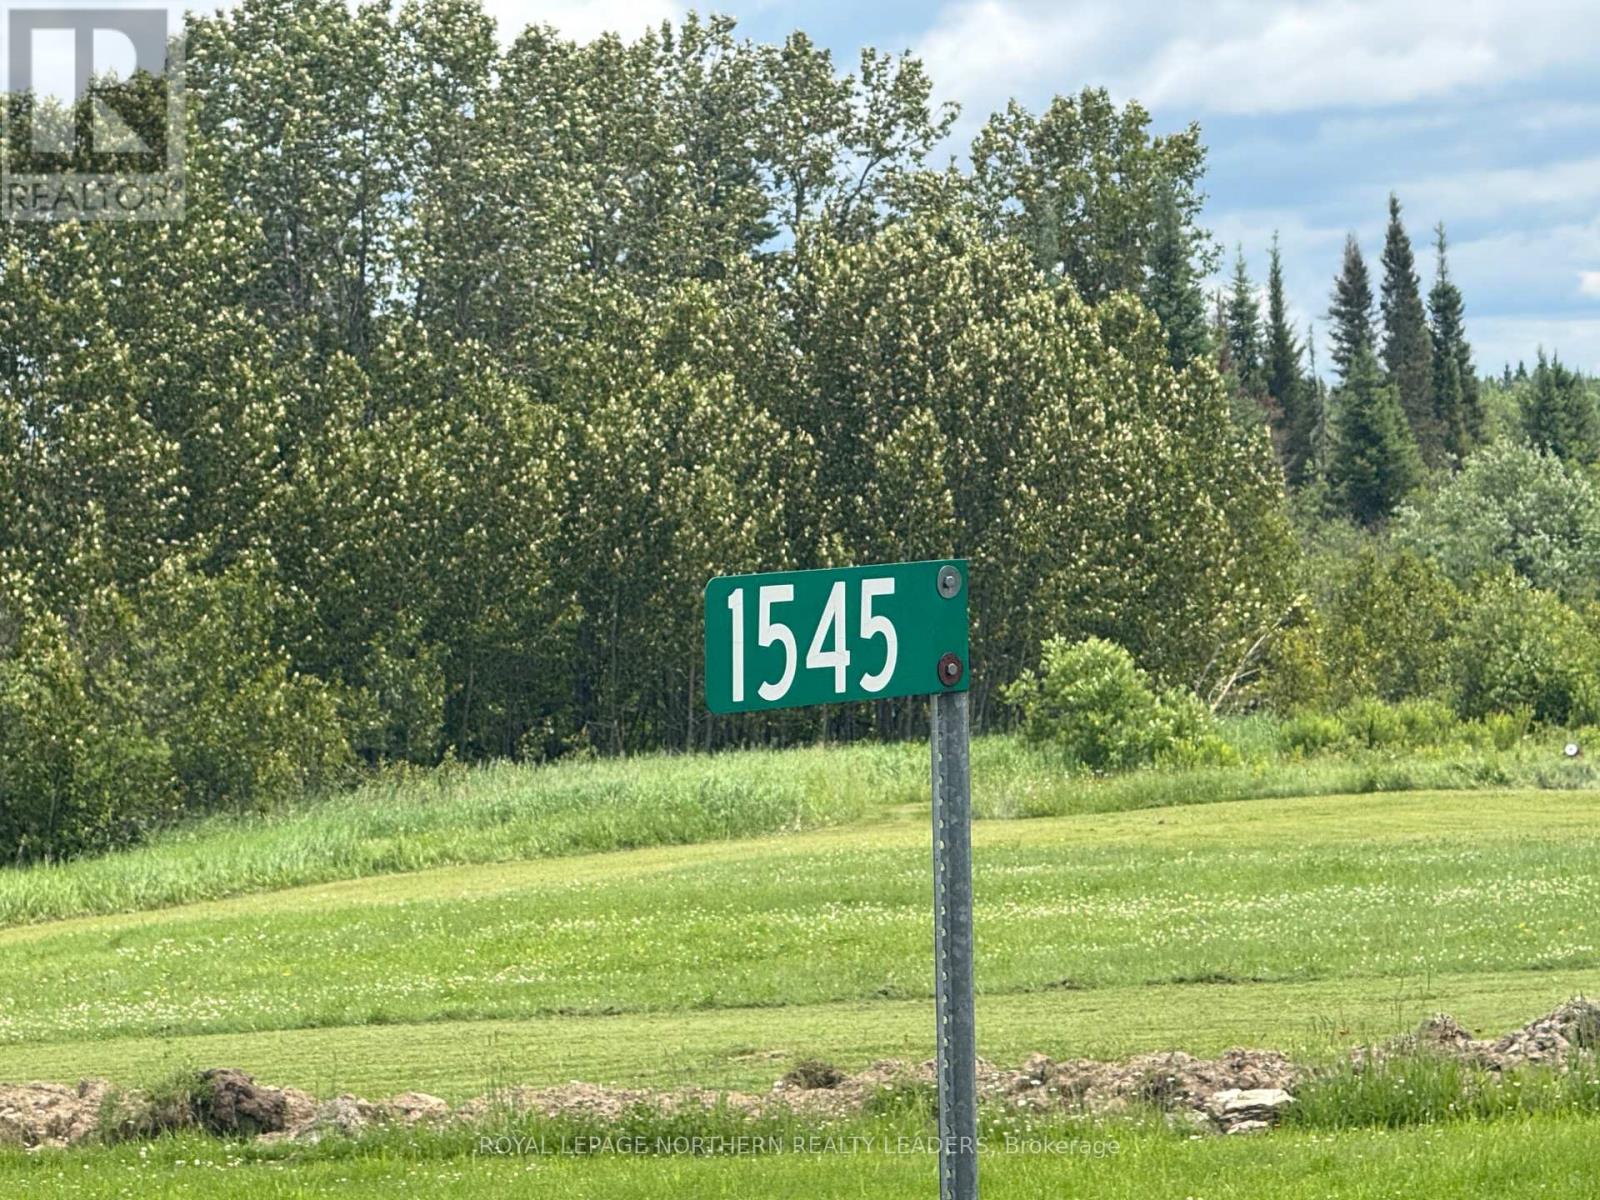 REALTOR®
1545
ROYAL LEPAGE NORTHERN REALTY LEADERS, Brokerage